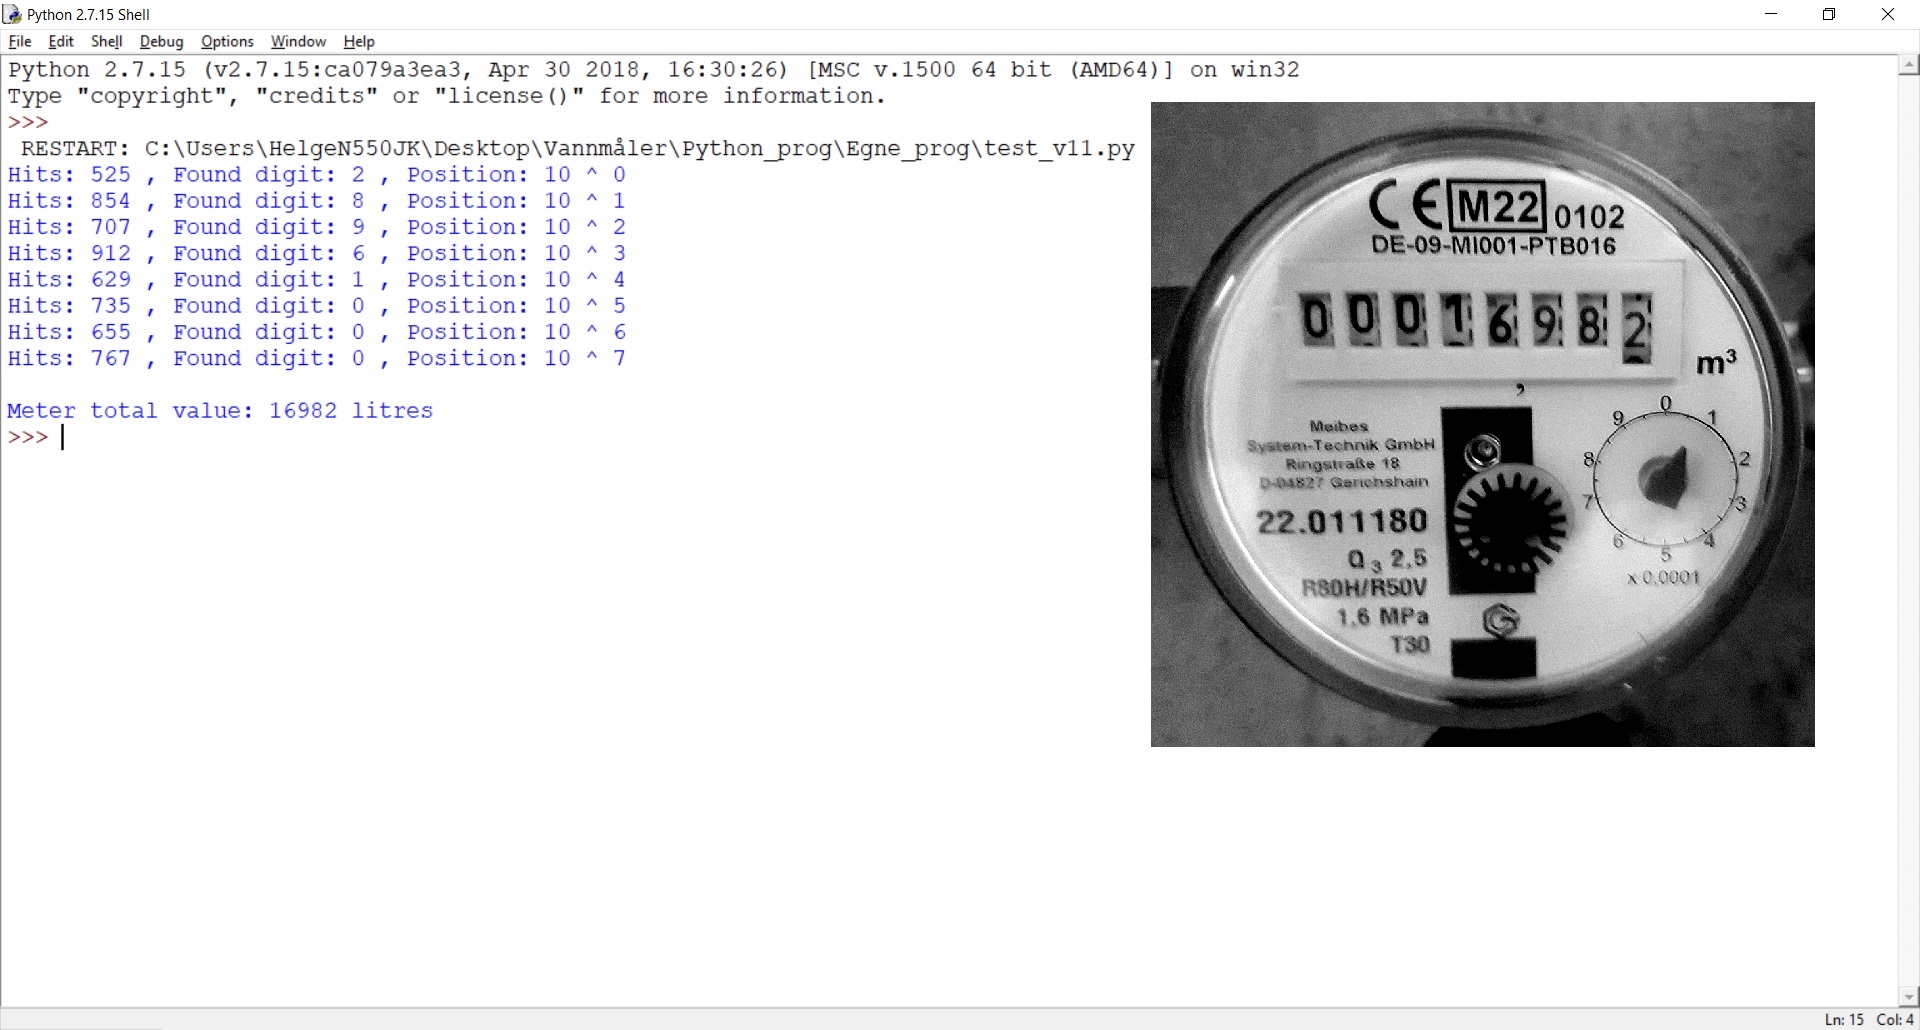 Python 2.7.15 Shell
File Edit Shell Debug Options Window Help
Python 2.7.15 (v2.7.15:ca079a3ea3, Apr 30 2018, 16:30:26) [MSC v.1500 64 bit (AMD64)] on win32
Type "copyright", "credits" or "license()" for more information.
>>>
RESTART: C:\Users\HelgeN550JK\Desktop\Vannmåler\Python_prog\Egne_prog\test_v11.py
Hits: 525 , Found digit: 2 , Position: 10 ^ 0
Hits: 854 , Found digit: 8 , Position: 10 ^ 1
Hits: 707 , Found digit: 9 , Position: 10 ^ 2
Hits: 912 , Found digit: 6 , Position: 10 ^ 3
Hits: 629 , Found digit: 1 , Position: 10 ^ 4
Hits: 735 , Found digit: 0 , Position: 10 ^ 5
Hits: 655 , Found digit: 0 , Position: 10 ^ 6
Hits: 767 , Found digit: 0 , Position: 10 ^ 7
Meter total value: 16982 litres
>>>
CE M22 0102
DE-09-MI001-PTB016
0 0 0 1 6 9 8 2
m³
,
Meibes
System-Technik GmbH
Ringstraße 18
D-04827 Gerichshain
22.011180
Q3 2,5
R80H/R50V
1,6 MPa
T30
0 1 2 3 4 5 6 7 8 9
x 0,0001
G
Ln: 15 Col: 4